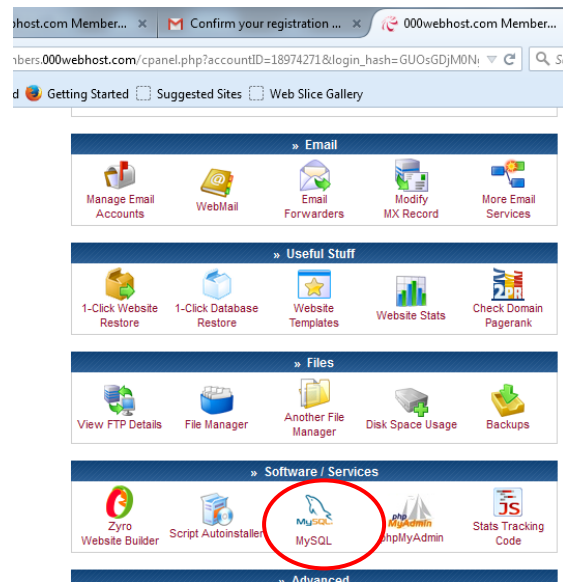 phost.com Member...
Confirm your registration ...
000webhost.com Member...
nbers.000webhost.com/cpanel.php?accountID=18974271&login_hash=GUOsGDjM0N
d Getting Started Suggested Sites Web Slice Gallery
» Email
Manage Email Accounts
WebMail
Email Forwarders
Modify MX Record
More Email Services
» Useful Stuff
1-Click Website Restore
1-Click Database Restore
Website Templates
Website Stats
Check Domain Pagerank
» Files
View FTP Details
File Manager
Another File Manager
Disk Space Usage
Backups
» Software / Services
Zyro Website Builder
Script Autoinstaller
MySQL
MySQL
php MyAdmin
phpMyAdmin
JS
Stats Tracking Code
» Advanced